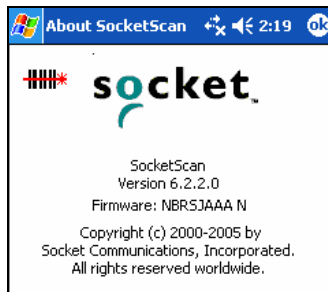 About SocketScan 2:19 ok
socket™
SocketScan
Version 6.2.2.0
Firmware: NBRSJAAA N
Copyright (c) 2000-2005 by
Socket Communications, Incorporated.
All rights reserved worldwide.